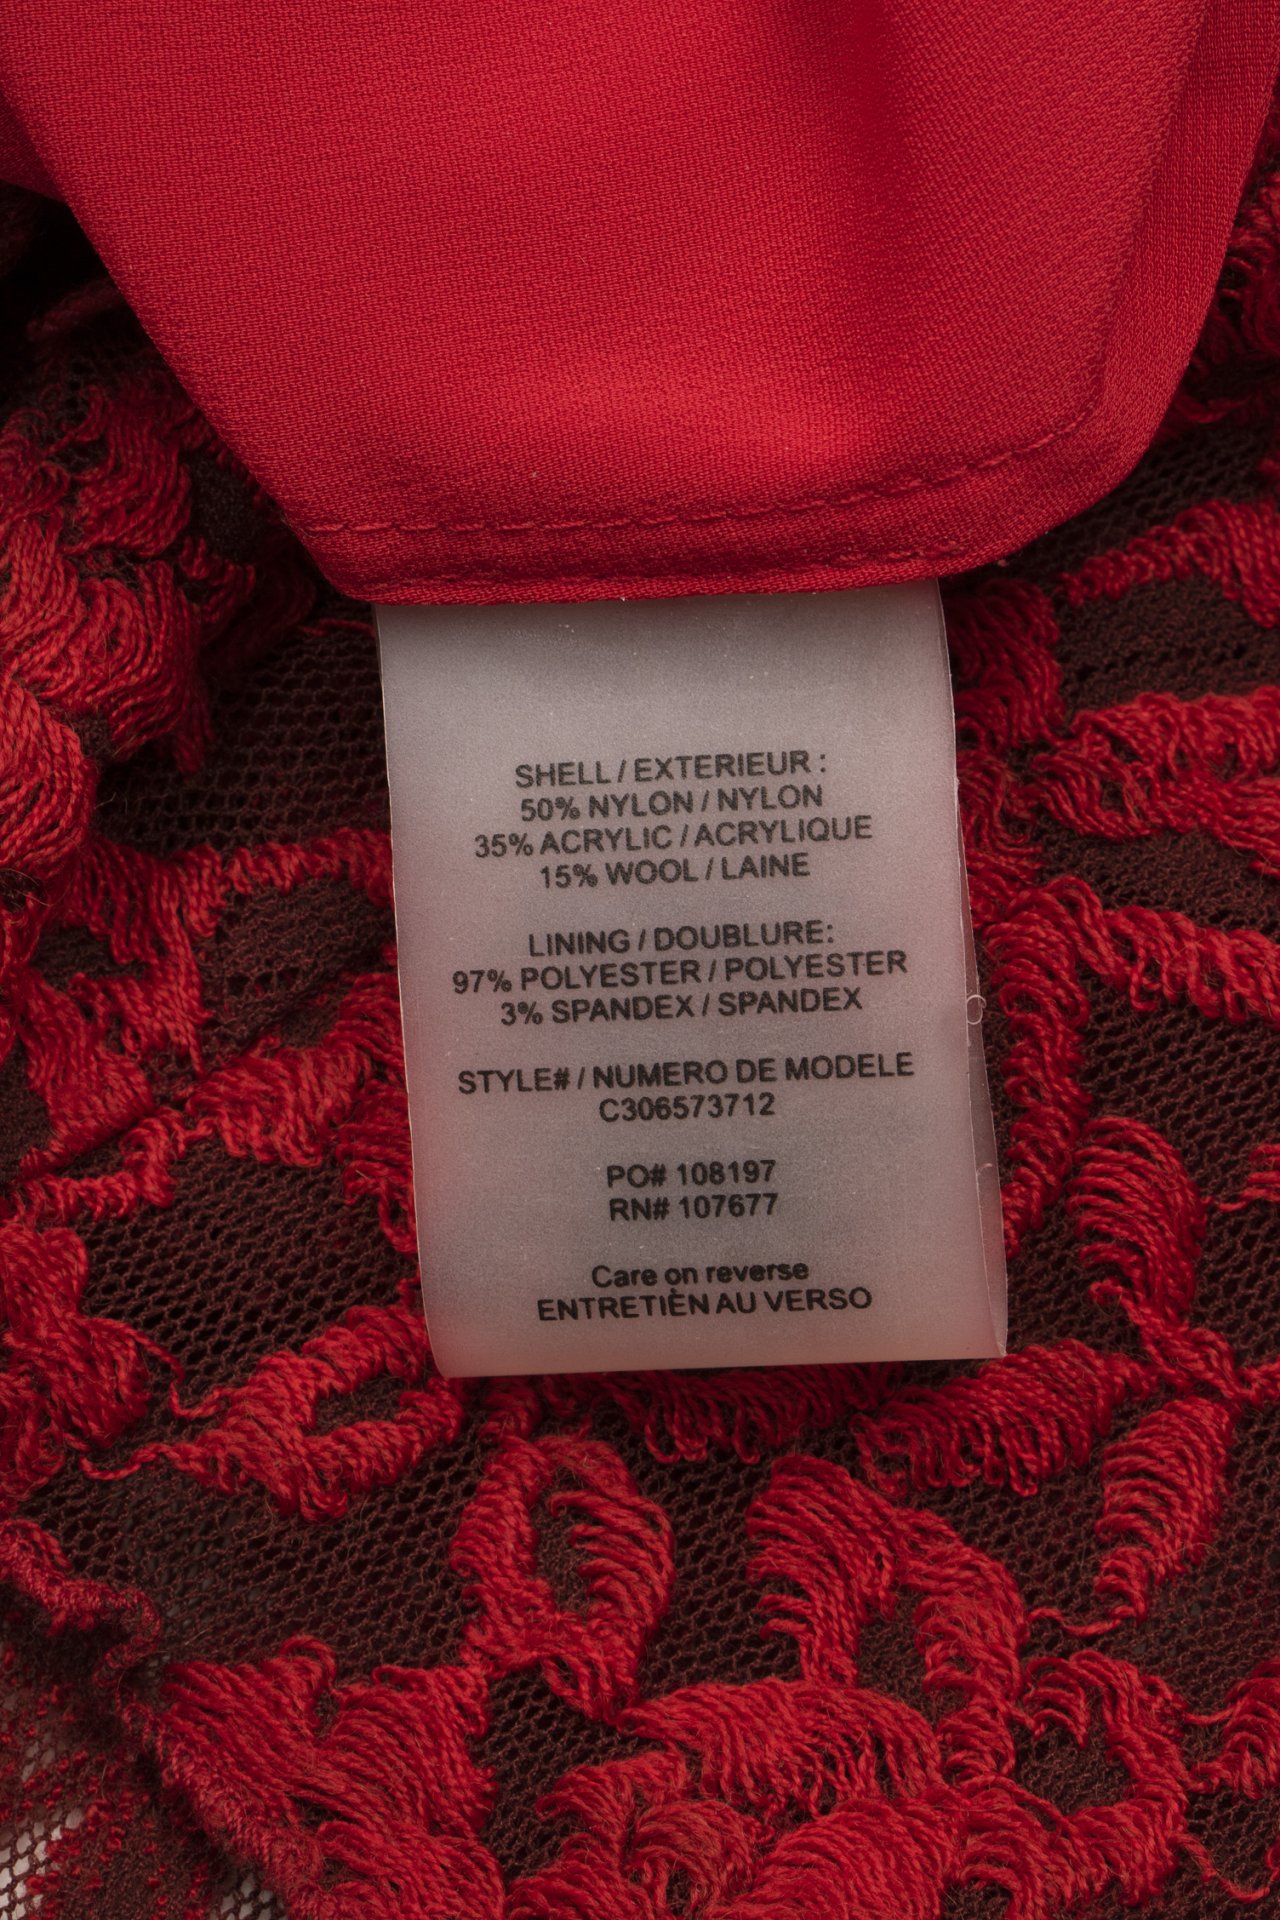 SHELL / EXTERIEUR :
50% NYLON / NYLON
35% ACRYLIC / ACRYLIQUE
15% WOOL / LAINE
LINING / DOUBLURE:
97% POLYESTER / POLYESTER
3% SPANDEX / SPANDEX
STYLE# / NUMERO DE MODELE
C306573712
PO# 108197
RN# 107677
Care on reverse
ENTRETIÈN AU VERSO